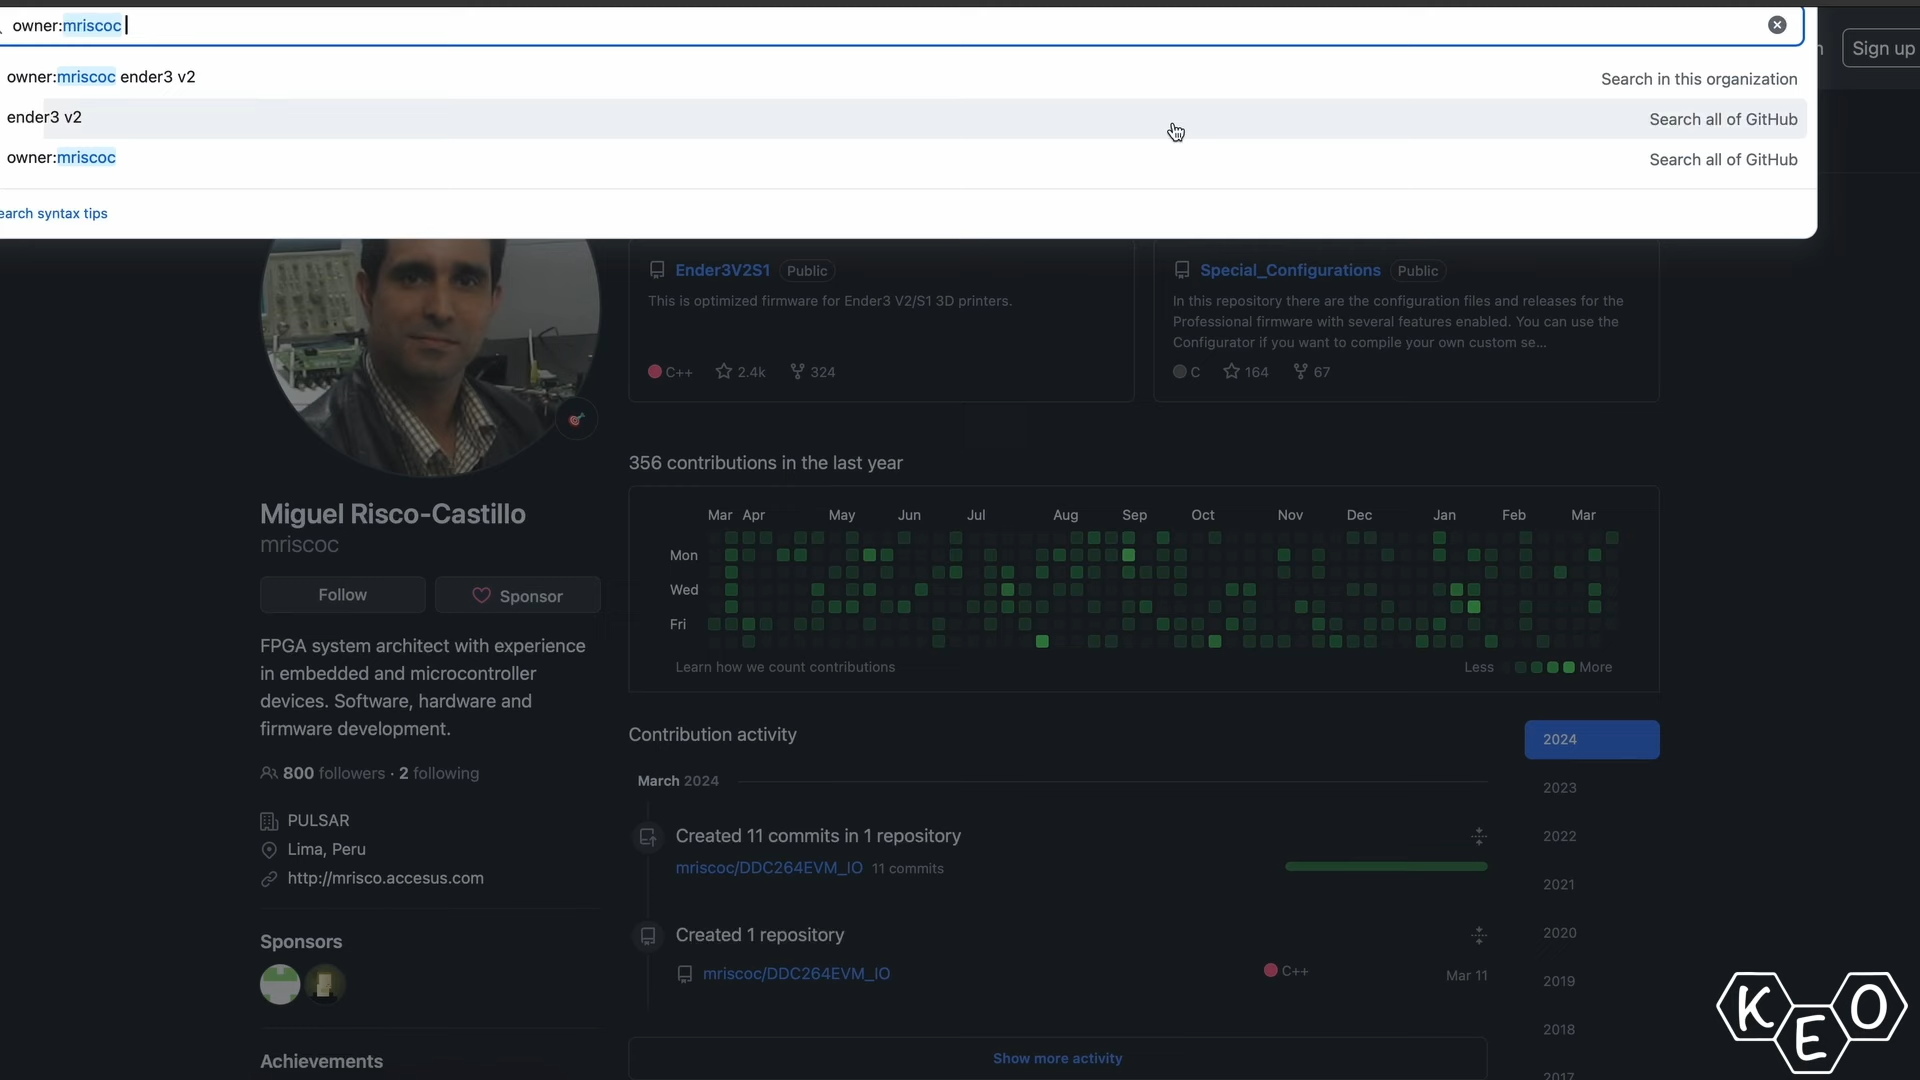 owner:mriscoc
owner:mriscoc ender3 v2
Search in this organization
ender3 v2
Search all of GitHub
owner:mriscoc
Search all of GitHub
earch syntax tips
Sign up
Ender3V2S1 Public
This is optimized firmware for Ender3 V2/S1 3D printers.
C++ 2.4k 324
Special_Configurations Public
In this repository there are the configuration files and releases for the
Professional firmware with several features enabled. You can use the
Configurator if you want to compile your own custom se...
C 164 67
Miguel Risco-Castillo
mriscoc
Follow
Sponsor
FPGA system architect with experience
in embedded and microcontroller
devices. Software, hardware and
firmware development.
800 followers · 2 following
PULSAR
Lima, Peru
http://mrisco.accesus.com
Sponsors
Achievements
356 contributions in the last year
Mar Apr May Jun Jul Aug Sep Oct Nov Dec Jan Feb Mar
Mon
Wed
Fri
Learn how we count contributions
Less More
Contribution activity
March 2024
Created 11 commits in 1 repository
mriscoc/DDC264EVM_IO 11 commits
Created 1 repository
mriscoc/DDC264EVM_IO
C++
Mar 11
Show more activity
2024
2023
2022
2021
2020
2019
2018
2017
KEO